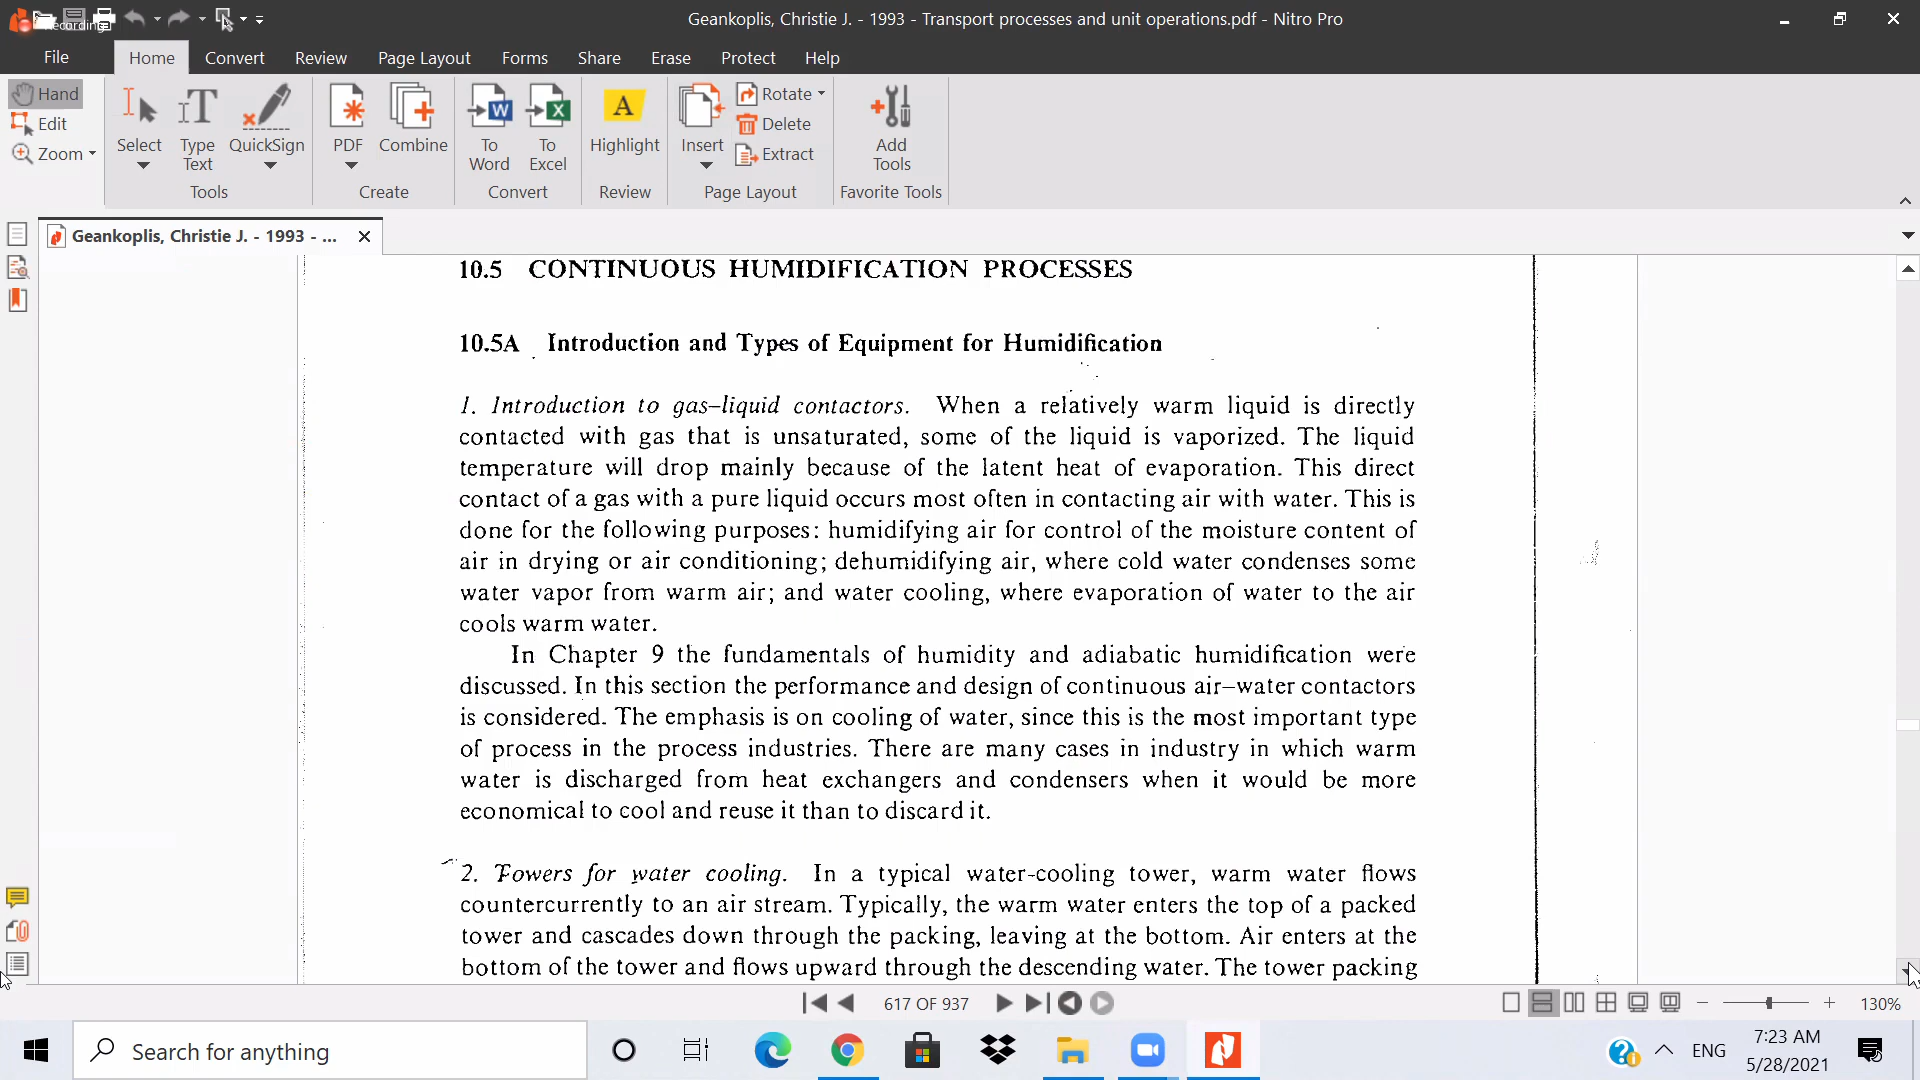 Recording
Geankoplis, Christie J. - 1993 - Transport processes and unit operations.pdf - Nitro Pro
File
Home
Convert
Review
Page Layout
Forms
Share
Erase
Protect
Help
Hand
Edit
Zoom
Select
Type
Text
QuickSign
Tools
PDF
Combine
Create
To
Word
To
Excel
Convert
Highlight
Review
Insert
Rotate
Delete
Extract
Page Layout
Add
Tools
Favorite Tools
Geankoplis, Christie J. - 1993 - ...
10.5 CONTINUOUS HUMIDIFICATION PROCESSES
10.5A Introduction and Types of Equipment for Humidification
1. Introduction to gas–liquid contactors. When a relatively warm liquid is directly
contacted with gas that is unsaturated, some of the liquid is vaporized. The liquid
temperature will drop mainly because of the latent heat of evaporation. This direct
contact of a gas with a pure liquid occurs most often in contacting air with water. This is
done for the following purposes: humidifying air for control of the moisture content of
air in drying or air conditioning; dehumidifying air, where cold water condenses some
water vapor from warm air; and water cooling, where evaporation of water to the air
cools warm water.
In Chapter 9 the fundamentals of humidity and adiabatic humidification were
discussed. In this section the performance and design of continuous air–water contactors
is considered. The emphasis is on cooling of water, since this is the most important type
of process in the process industries. There are many cases in industry in which warm
water is discharged from heat exchangers and condensers when it would be more
economical to cool and reuse it than to discard it.
2. Towers for water cooling. In a typical water-cooling tower, warm water flows
countercurrently to an air stream. Typically, the warm water enters the top of a packed
tower and cascades down through the packing, leaving at the bottom. Air enters at the
bottom of the tower and flows upward through the descending water. The tower packing
617 OF 937
130%
Search for anything
ENG
7:23 AM
5/28/2021